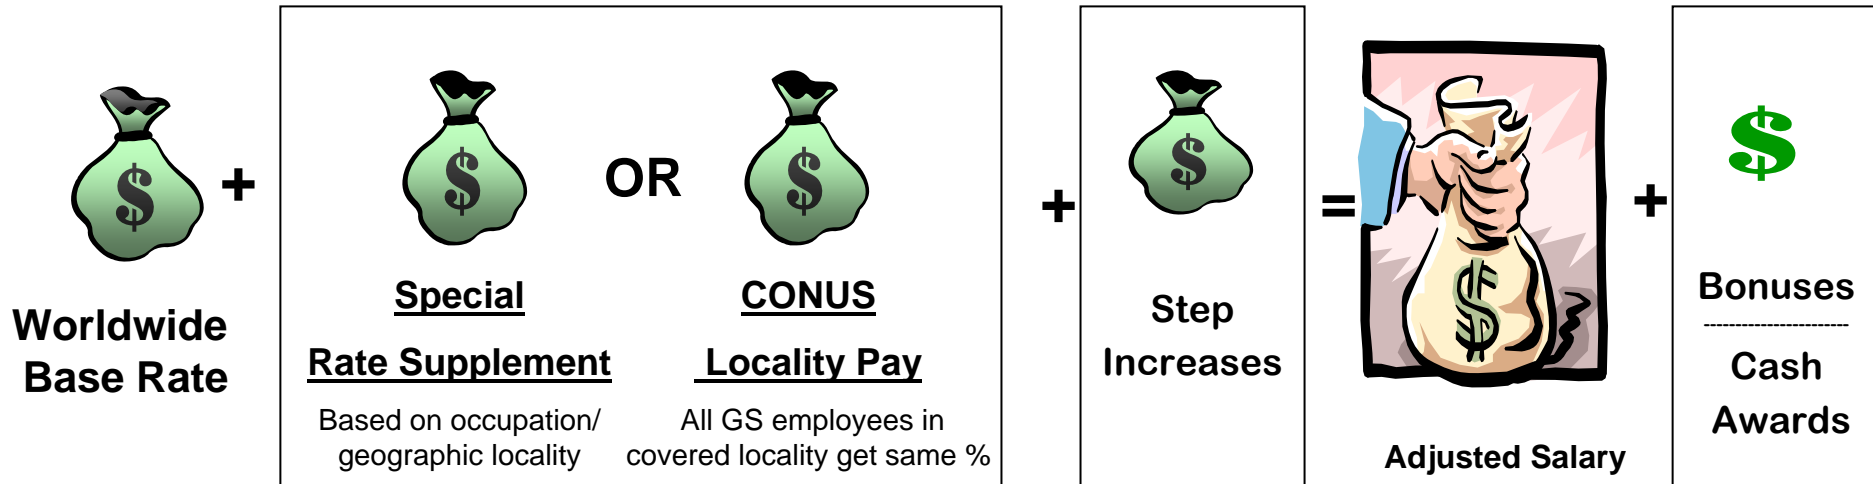 Worldwide
Base Rate
+
$
Special
Rate Supplement
Based on occupation/
geographic locality
OR
$
CONUS
Locality Pay
All GS employees in
covered locality get same %
+
$
Step
Increases
=
$
Adjusted Salary
+
$
Bonuses
-----------------------
Cash
Awards